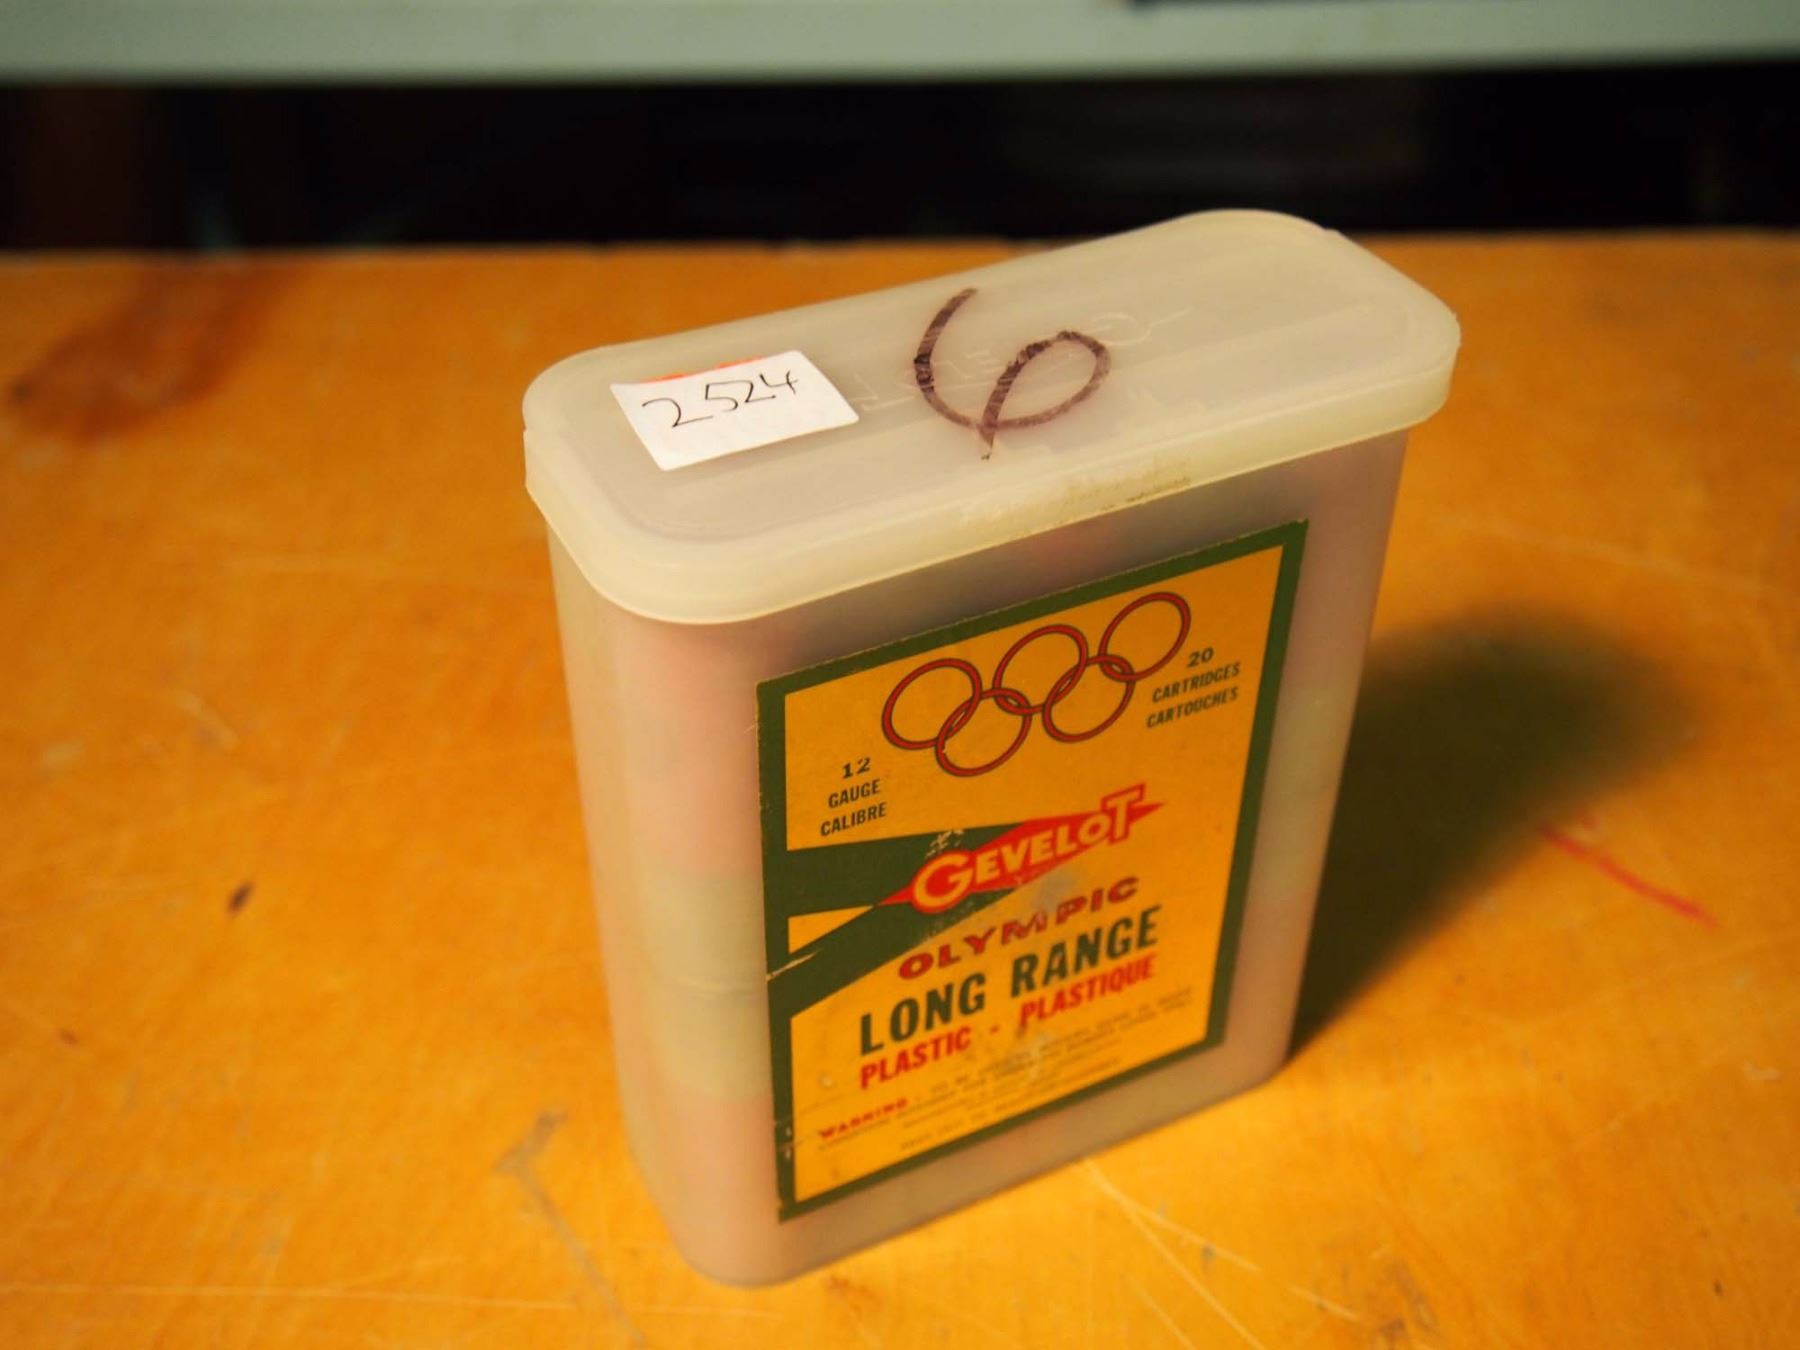 2524
6
20
CARTRIDGES
CARTOUCHES
12
GAUGE
CALIBRE
GEVELOT
OLYMPIC
LONG RANGE
PLASTIC - PLASTIQUE
WARNING